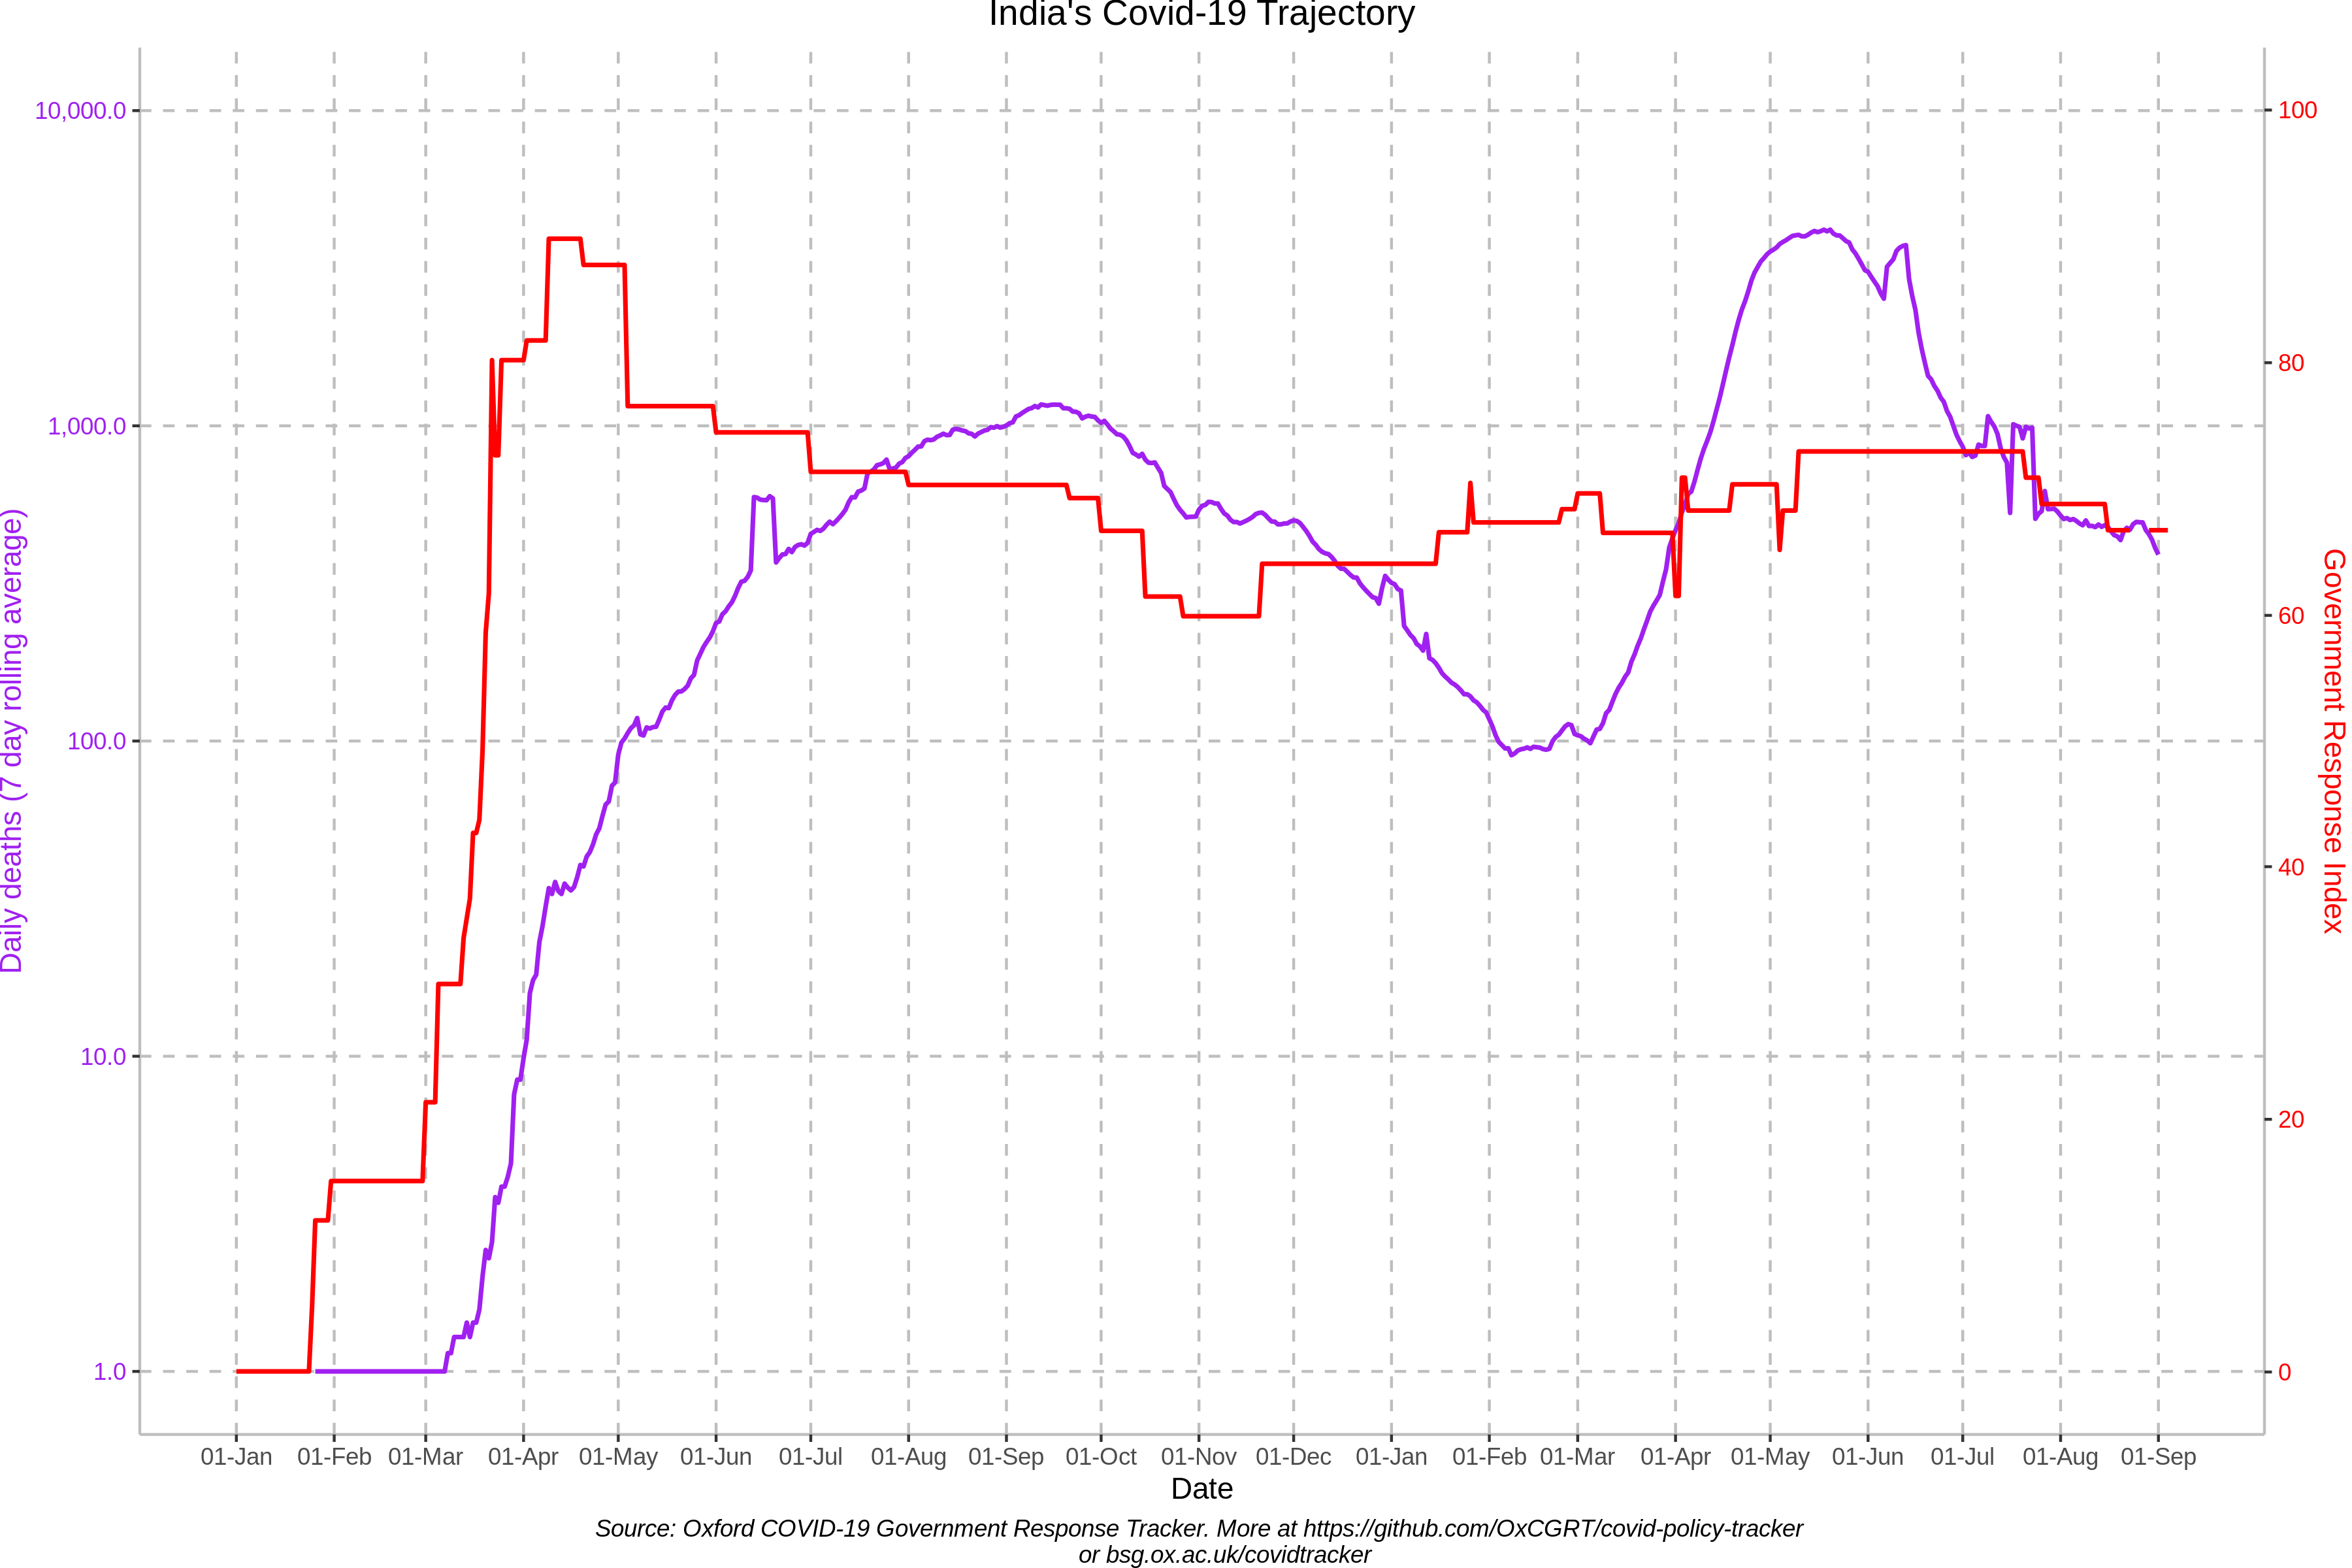 India's Covid-19 Trajectory
10,000.0
1,000.0
100.0
10.0
1.0
Daily deaths (7 day rolling average)
100
80
60
40
20
0
Government Response Index
01-Jan 01-Feb 01-Mar 01-Apr 01-May 01-Jun 01-Jul 01-Aug 01-Sep 01-Oct 01-Nov 01-Dec 01-Jan 01-Feb 01-Mar 01-Apr 01-May 01-Jun 01-Jul 01-Aug 01-Sep
Date
Source: Oxford COVID-19 Government Response Tracker. More at https://github.com/OxCGRT/covid-policy-tracker
or bsg.ox.ac.uk/covidtracker